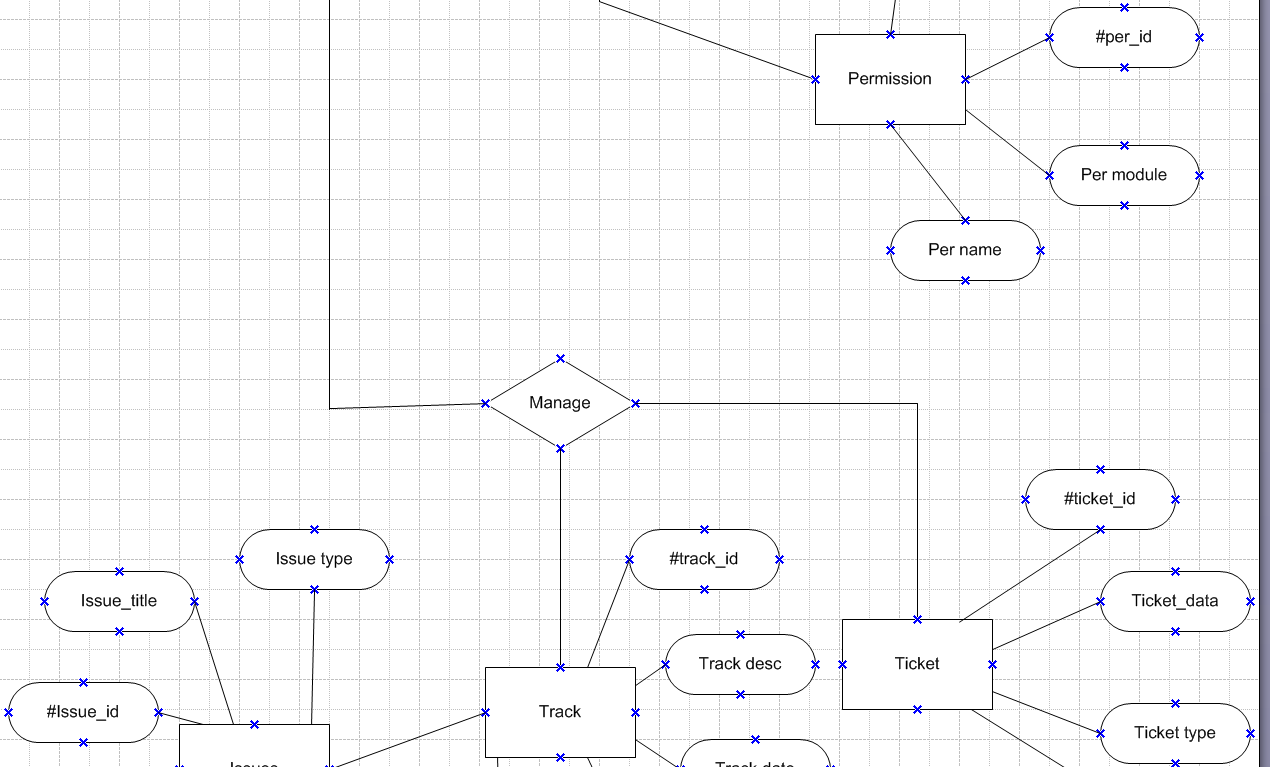 #per_id
Permission
Per module
Per name
Manage
#ticket_id
Issue type
#track_id
Issue_title
Ticket_data
Track desc
Ticket
#Issue_id
Track
Ticket type